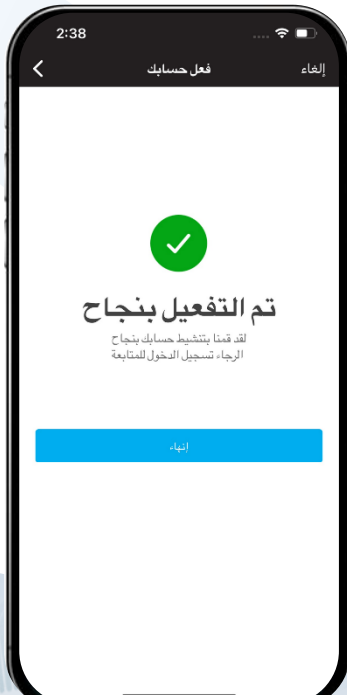 2:38
إلغاء
فعل حسابك
تم التفعيل بنجاح
لقد قمنا بتنشيط حسابك بنجاح
الرجاء تسجيل الدخول للمتابعة
إنهاء